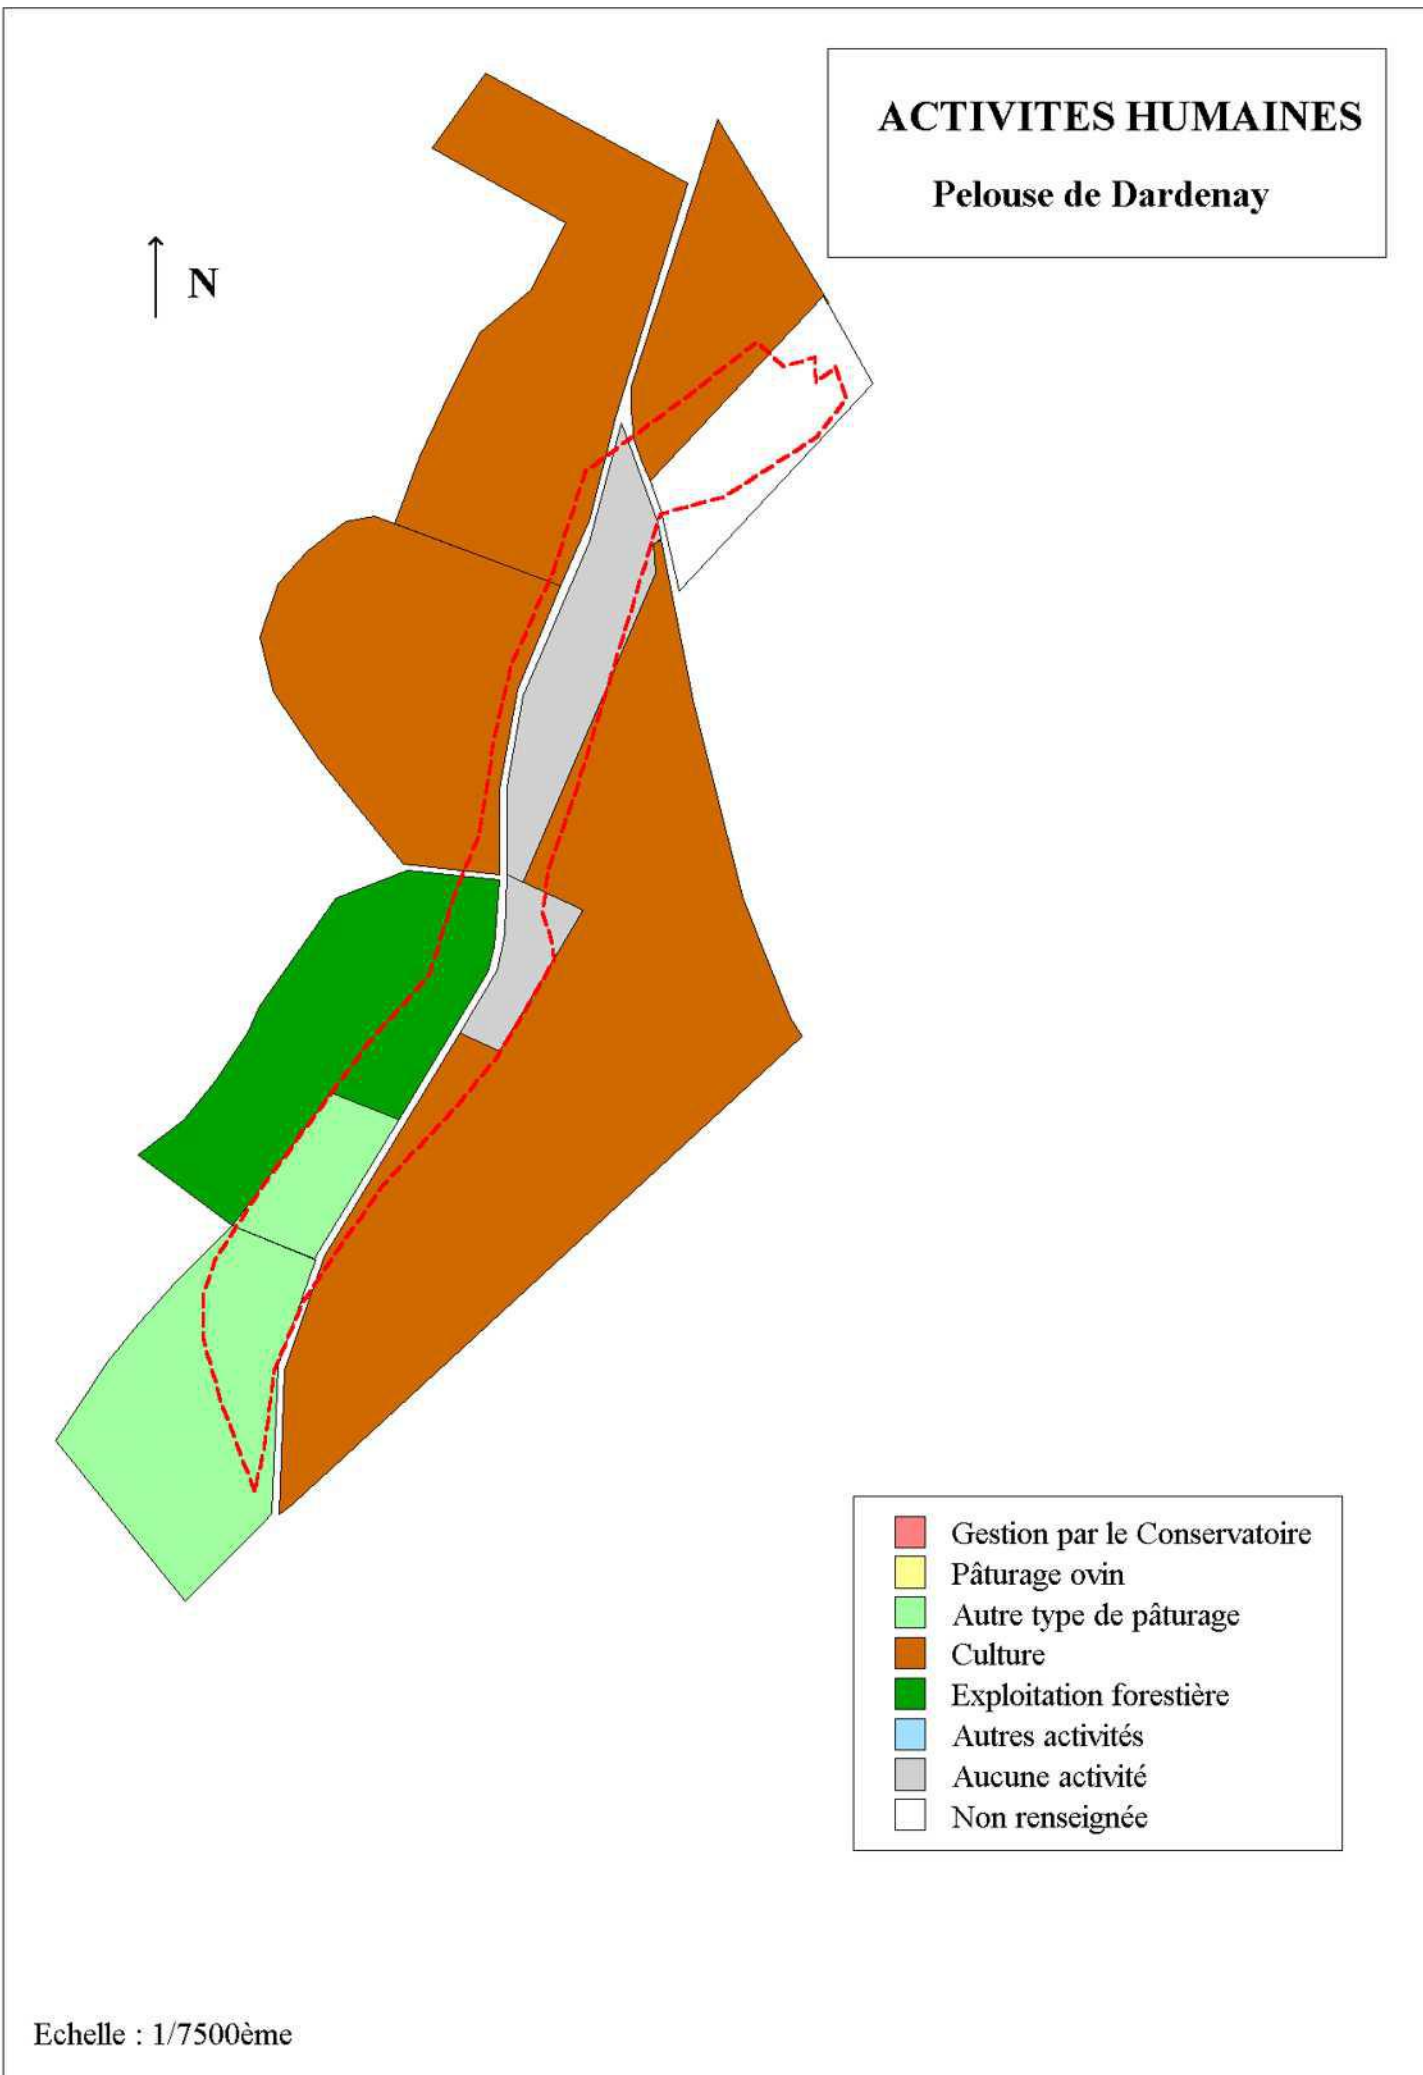 ACTIVITES HUMAINES
Pelouse de Dardenay
N
Gestion par le Conservatoire
Pâturage ovin
Autre type de pâturage
Culture
Exploitation forestière
Autres activités
Aucune activité
Non renseignée
Echelle : 1/7500ème